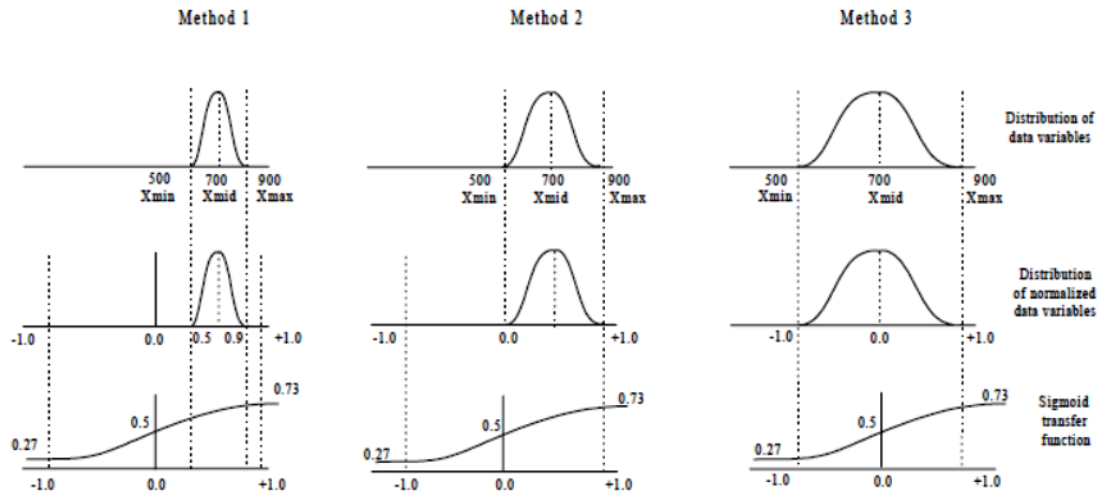 Method 1
Method 2
Method 3
Distribution of
data variables
500
700
900
Xmin
Xmid
Xmax
500
700
900
Xmin
Xmid
Xmax
500
700
900
Xmin
Xmid
Xmax
Distribution
of normalized
data variables
-1.0
0.0
0.5
0.9
+1.0
-1.0
0.0
+1.0
-1.0
0.0
+1.0
Sigmoid
transfer
function
0.73
0.5
0.27
-1.0
0.0
+1.0
0.73
0.5
0.27
-1.0
0.0
+1.0
0.73
0.5
0.27
-1.0
0.0
+1.0